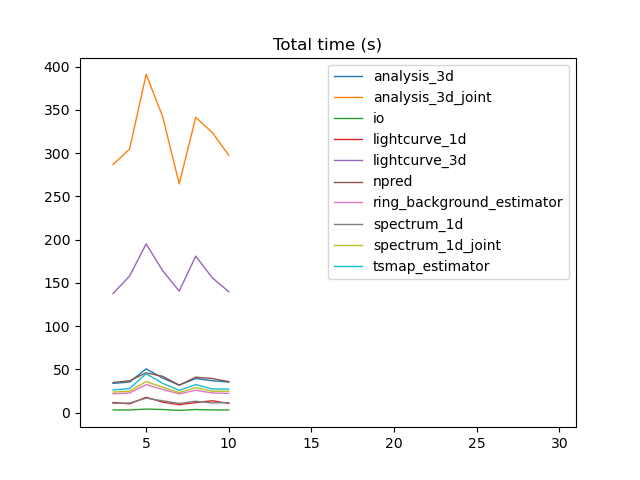 Total time (s)
400
350
300
250
200
150
100
50
0
5
10
15
20
25
30
analysis_3d
analysis_3d_joint
io
lightcurve_1d
lightcurve_3d
npred
ring_background_estimator
spectrum_1d
spectrum_1d_joint
tsmap_estimator